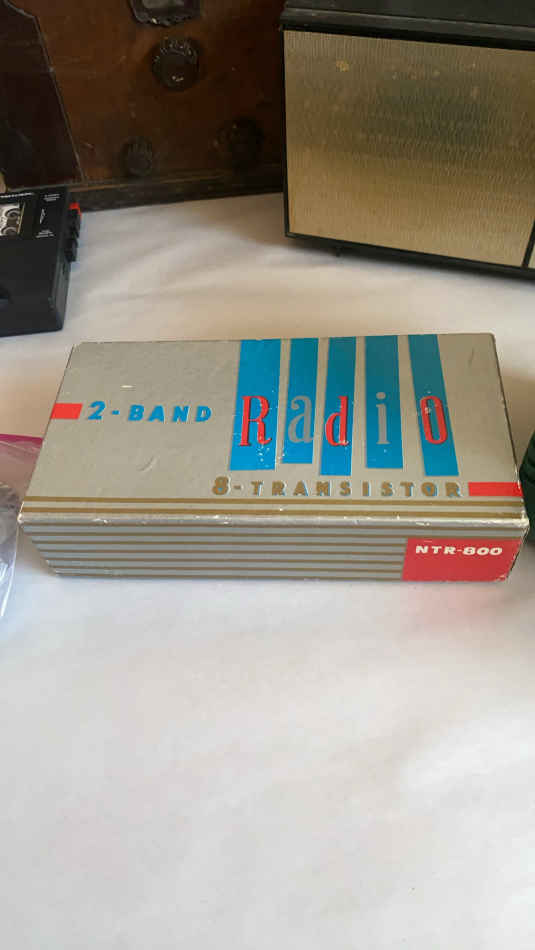 2-BAND
Radio
8-TRANSISTOR
NTR-800